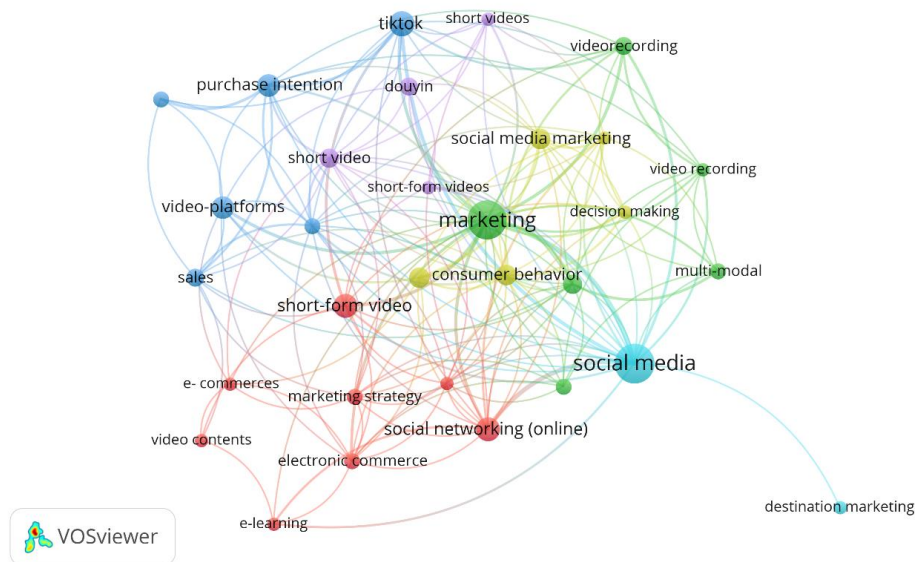 tiktok
short videos
videorecording
purchase intention
douyin
social media marketing
short video
video recording
short-form videos
video-platforms
marketing
decision making
sales
consumer behavior
multi-modal
short-form video
social media
e- commerces
marketing strategy
video contents
social networking (online)
electronic commerce
destination marketing
e-learning
VOSviewer